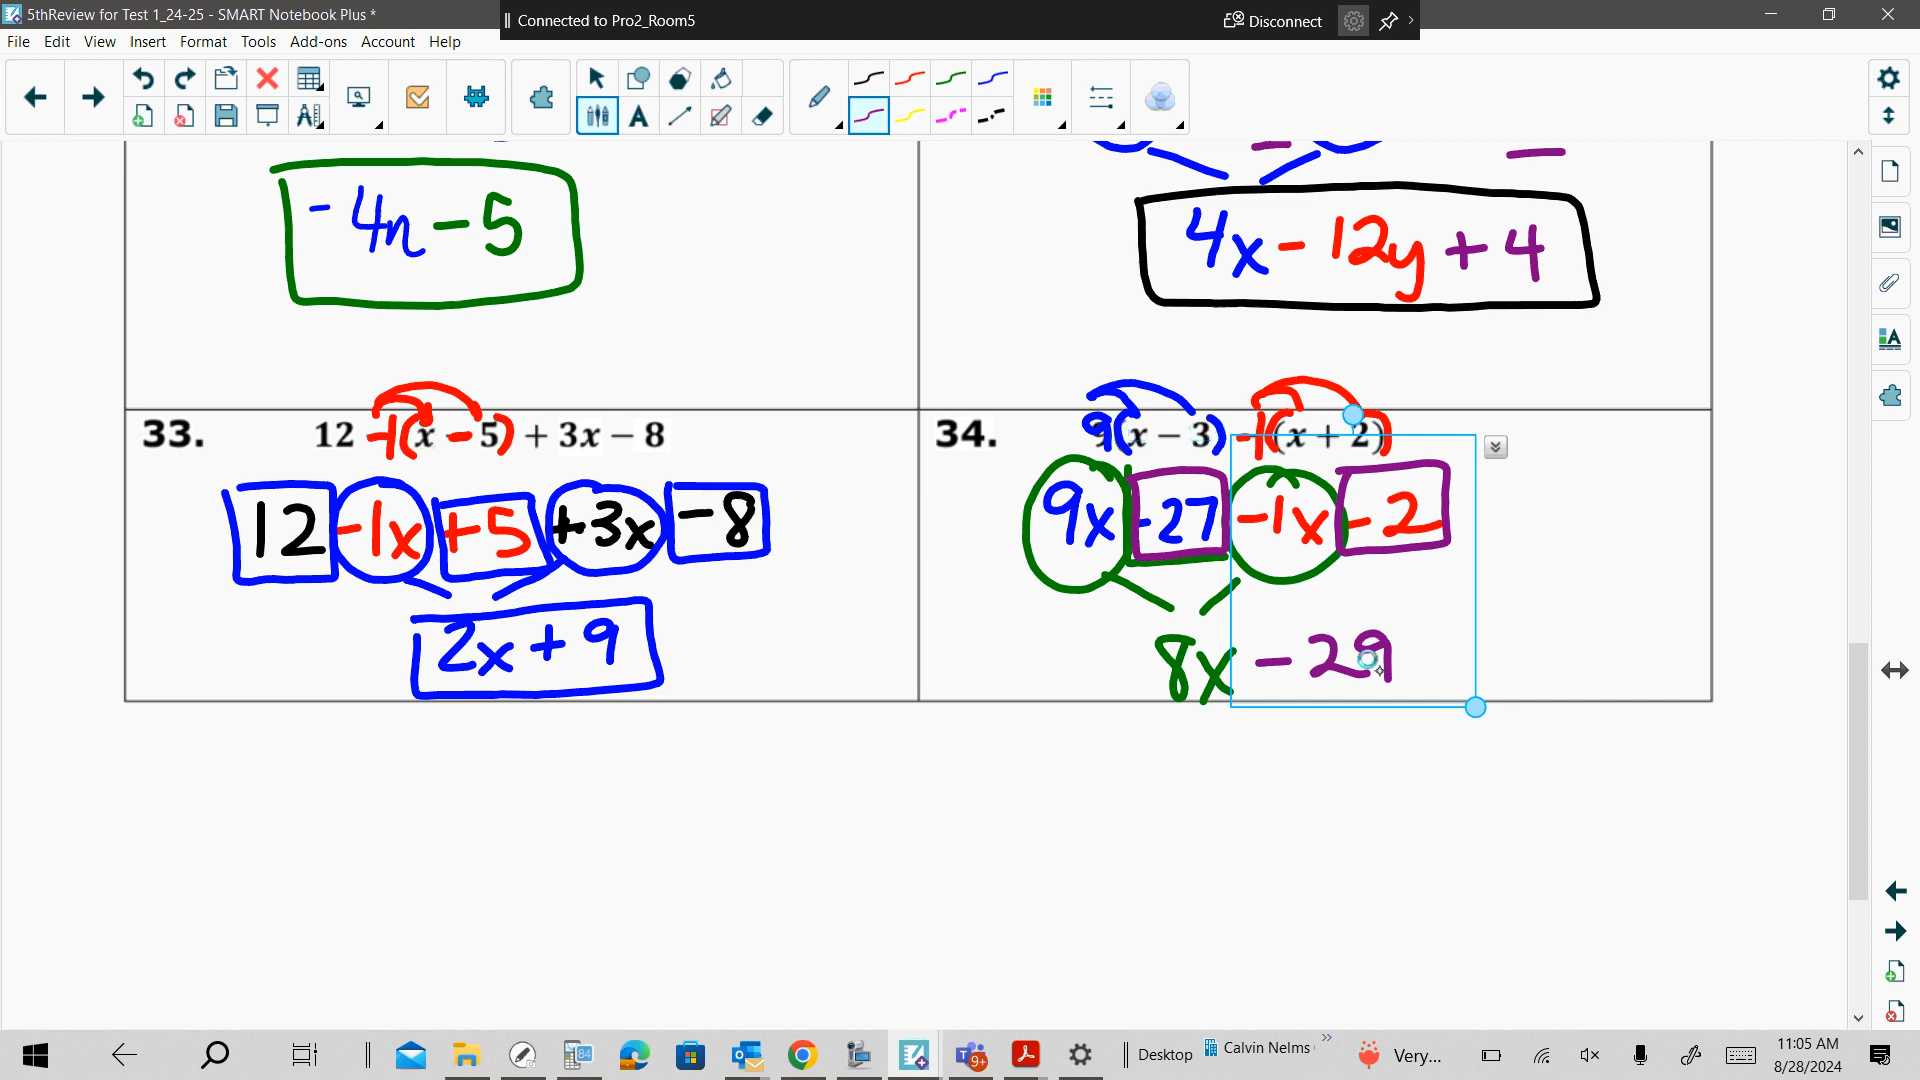 5thReview for Test 1_24-25 - SMART Notebook Plus *
Connected to Pro2_Room5
Disconnect
File Edit View Insert Format Tools Add-ons Account Help
-4n - 5
4x - 12y + 4
33. 12 -1(x - 5) + 3x - 8
12 -1x +5 +3x -8
2x + 9
34. 9(x - 3) -1(x + 2)
9x -27 -1x -2
8x - 29
Desktop
Calvin Nelms
Very...
11:05 AM
8/28/2024